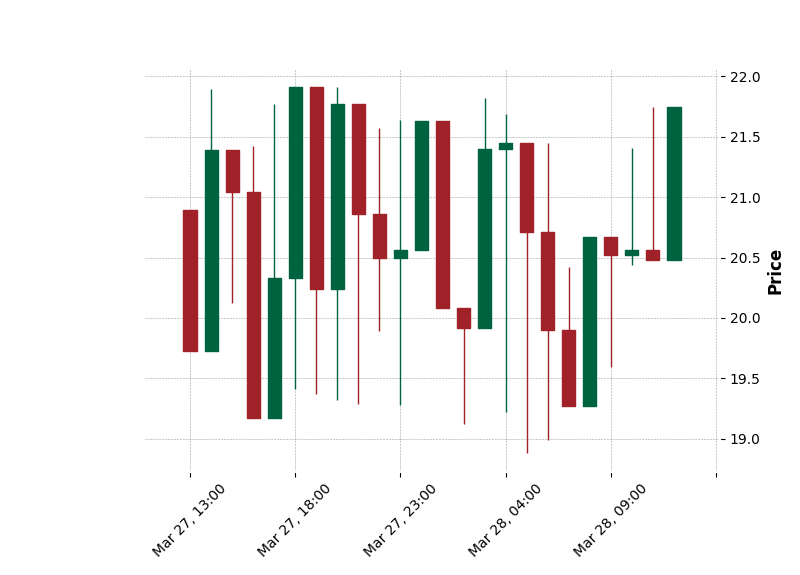 22.0
21.5
21.0
20.5
20.0
19.5
19.0
Price
Mar 27, 13:00
Mar 27, 18:00
Mar 27, 23:00
Mar 28, 04:00
Mar 28, 09:00